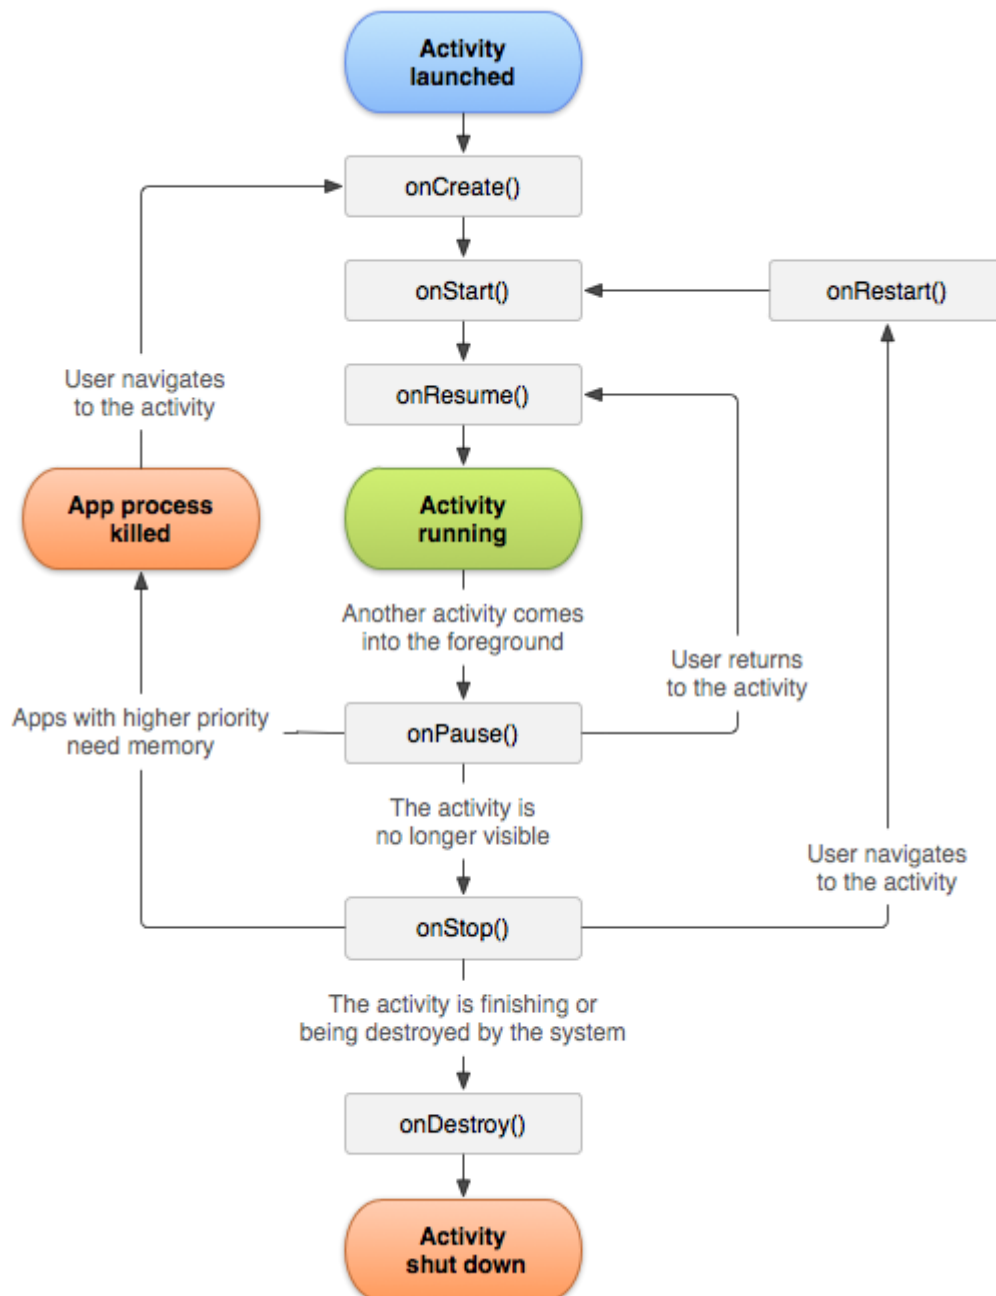 Activity
launched
onCreate()
onStart()
onRestart()
User navigates
to the activity
onResume()
App process
killed
Activity
running
Another activity comes
into the foreground
User returns
to the activity
Apps with higher priority
need memory
onPause()
The activity is
no longer visible
User navigates
to the activity
onStop()
The activity is finishing or
being destroyed by the system
onDestroy()
Activity
shut down